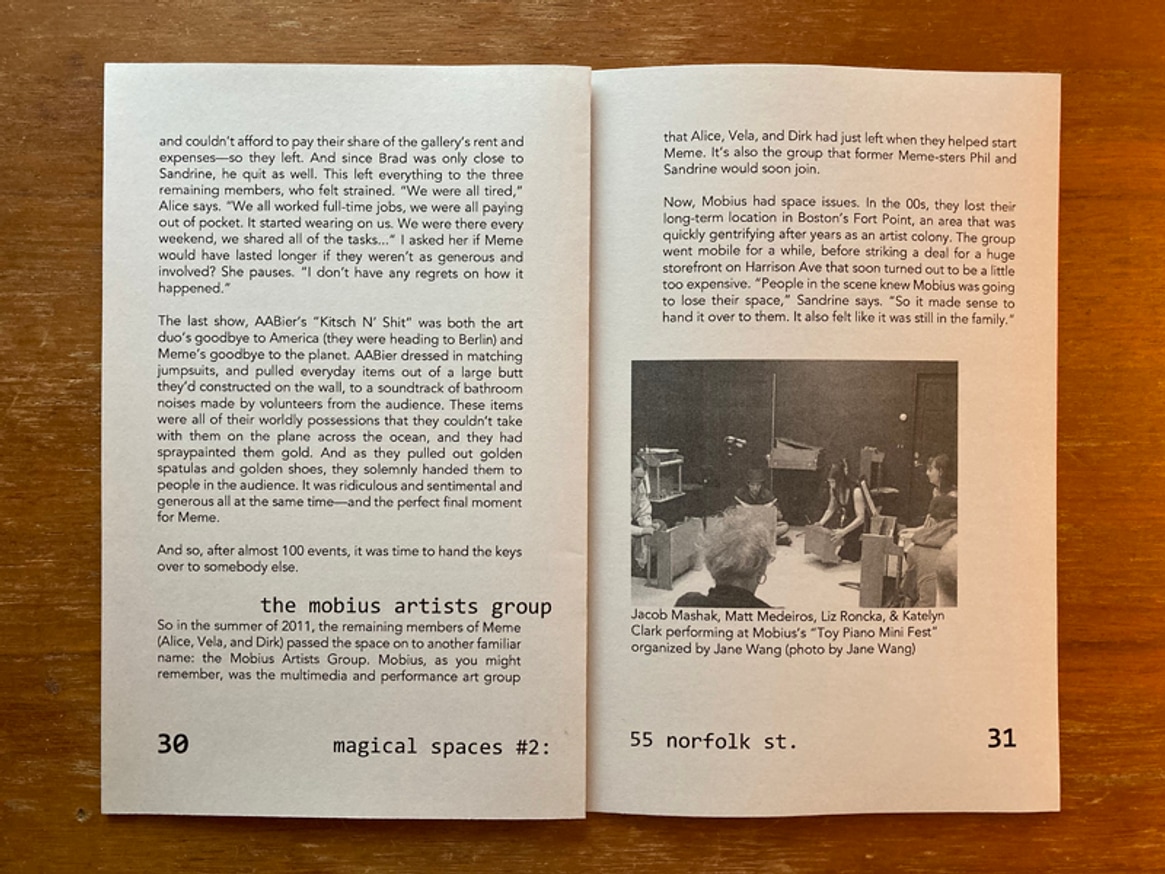 and couldn't afford to pay their share of the gallery's rent and
expenses—so they left. And since Brad was only close to
Sandrine, he quit as well. This left everything to the three
remaining members, who felt strained. "We were all tired,"
Alice says. "We all worked full-time jobs, we were all paying
out of pocket. It started wearing on us. We were there every
weekend, we shared all of the tasks..." I asked her if Meme
would have lasted longer if they weren't as generous and
involved? She pauses. "I don't have any regrets on how it
happened."
The last show, AABier's "Kitsch N' Shit" was both the art
duo's goodbye to America (they were heading to Berlin) and
Meme's goodbye to the planet. AABier dressed in matching
jumpsuits, and pulled everyday items out of a large butt
they'd constructed on the wall, to a soundtrack of bathroom
noises made by volunteers from the audience. These items
were all of their worldly possessions that they couldn't take
with them on the plane across the ocean, and they had
spraypainted them gold. And as they pulled out golden
spatulas and golden shoes, they solemnly handed them to
people in the audience. It was ridiculous and sentimental and
generous all at the same time—and the perfect final moment
for Meme.
And so, after almost 100 events, it was time to hand the keys
over to somebody else.
the mobius artists group
So in the summer of 2011, the remaining members of Meme
(Alice, Vela, and Dirk) passed the space on to another familiar
name: the Mobius Artists Group. Mobius, as you might
remember, was the multimedia and performance art group
30
magical spaces #2:
that Alice, Vela, and Dirk had just left when they helped start
Meme. It's also the group that former Meme-sters Phil and
Sandrine would soon join.
Now, Mobius had space issues. In the 00s, they lost their
long-term location in Boston's Fort Point, an area that was
quickly gentrifying after years as an artist colony. The group
went mobile for a while, before striking a deal for a huge
storefront on Harrison Ave that soon turned out to be a little
too expensive. "People in the scene knew Mobius was going
to lose their space," Sandrine says. "So it made sense to
hand it over to them. It also felt like it was still in the family."
Jacob Mashak, Matt Medeiros, Liz Roncka, & Katelyn
Clark performing at Mobius's "Toy Piano Mini Fest"
organized by Jane Wang (photo by Jane Wang)
55 norfolk st.
31